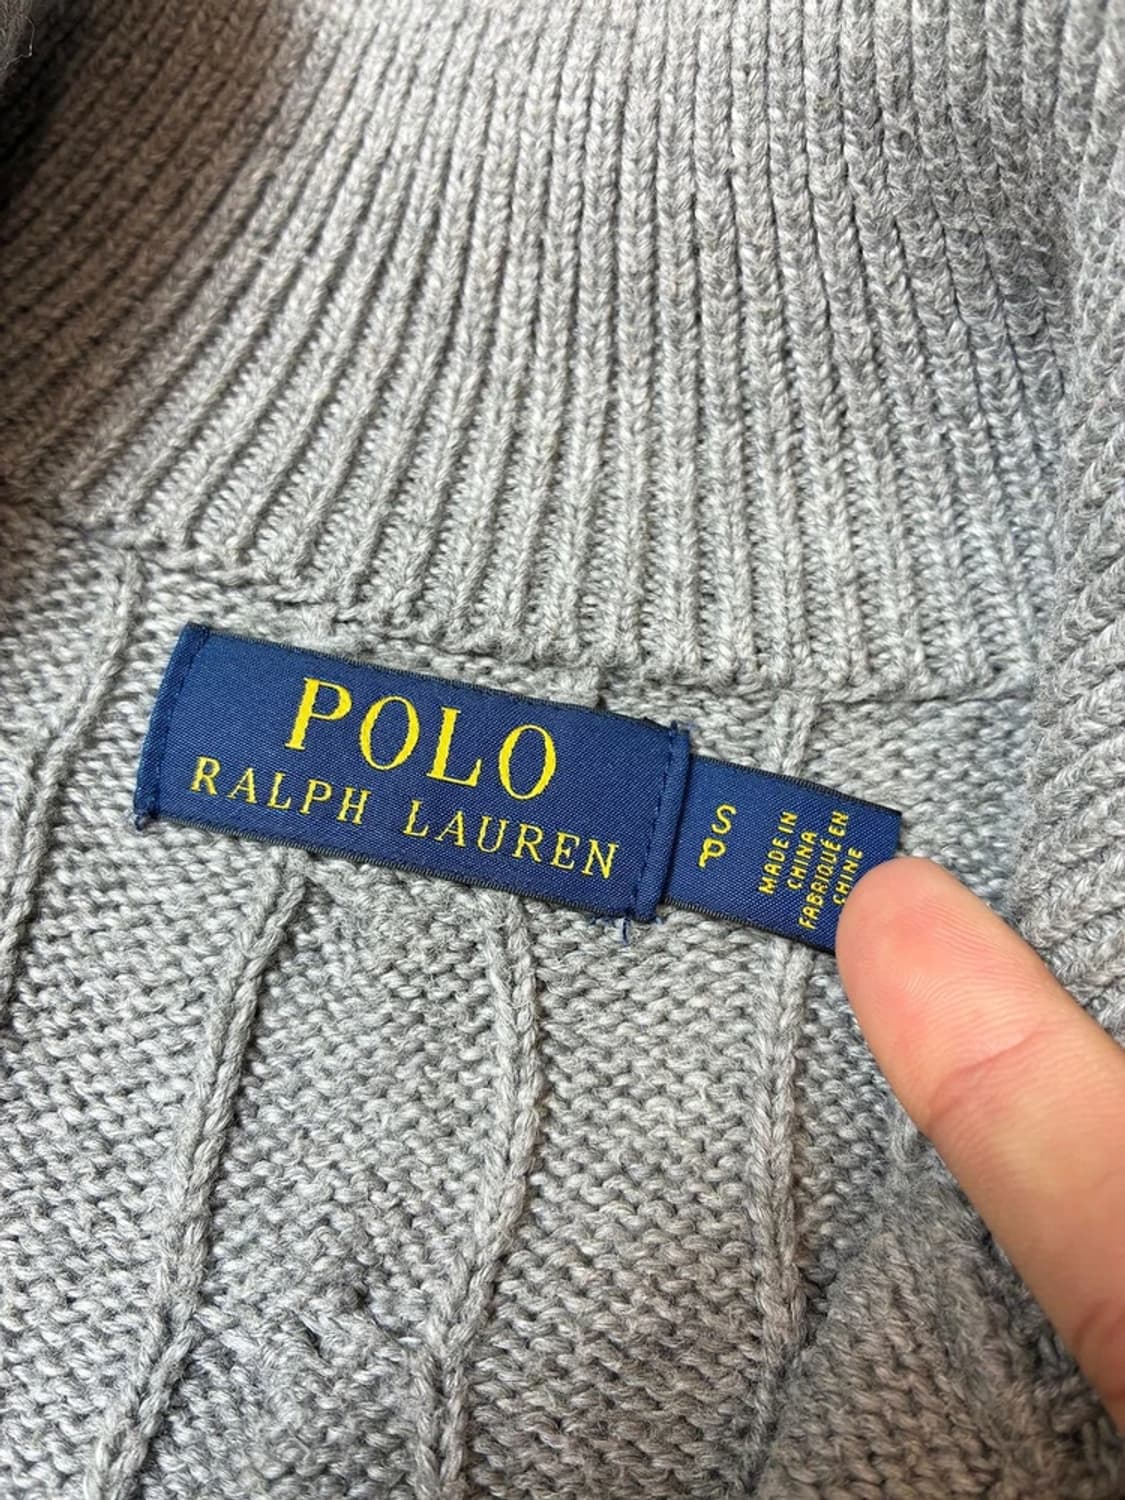 POLO
RALPH LAUREN
S
P
MADE IN
CHINA
FABRIQUÉ EN
CHINE